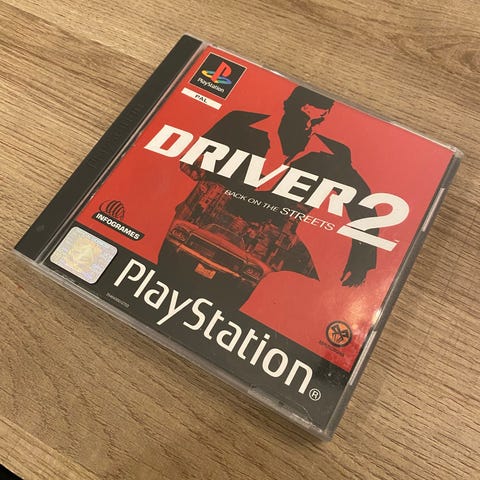 PlayStation
PAL
DRIVER 2
BACK ON THE STREETS
INFOGRAMES
PlayStation®